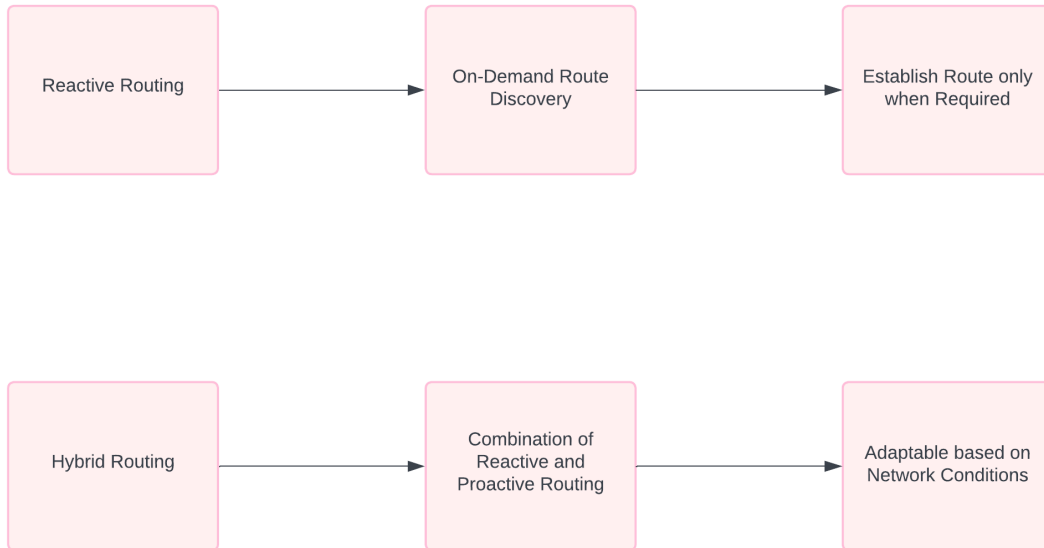 Reactive Routing
On-Demand Route
Discovery
Establish Route only
when Required
Hybrid Routing
Combination of
Reactive and
Proactive Routing
Adaptable based on
Network Conditions